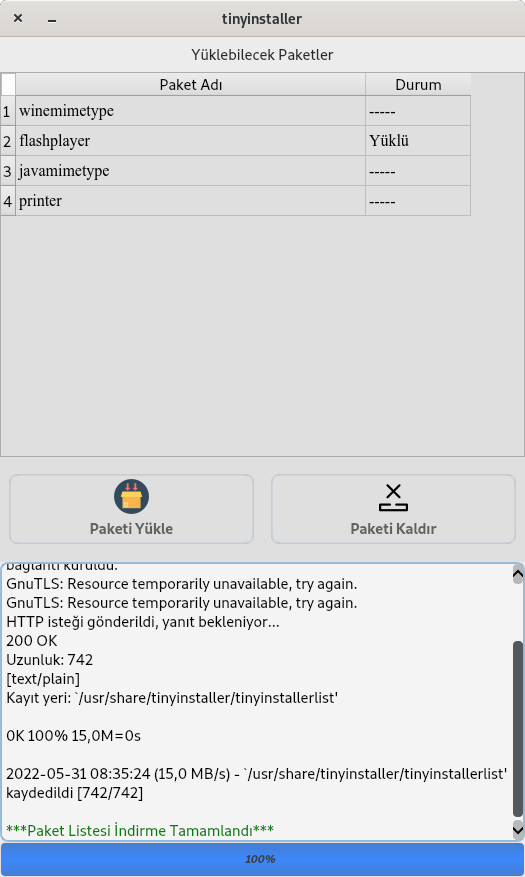 tinyinstaller
Yüklebilecek Paketler
Paket Adı Durum
1 winemimetype -----
2 flashplayer Yüklü
3 javamimetype -----
4 printer -----
Paketi Yükle Paketi Kaldır
bağlantı kuruldu.
GnuTLS: Resource temporarily unavailable, try again.
GnuTLS: Resource temporarily unavailable, try again.
HTTP isteği gönderildi, yanıt bekleniyor...
200 OK
Uzunluk: 742
[text/plain]
Kayıt yeri: `/usr/share/tinyinstaller/tinyinstallerlist'
0K 100% 15,0M=0s
2022-05-31 08:35:24 (15,0 MB/s) - `/usr/share/tinyinstaller/tinyinstallerlist'
kaydedildi [742/742]
***Paket Listesi İndirme Tamamlandı***
100%